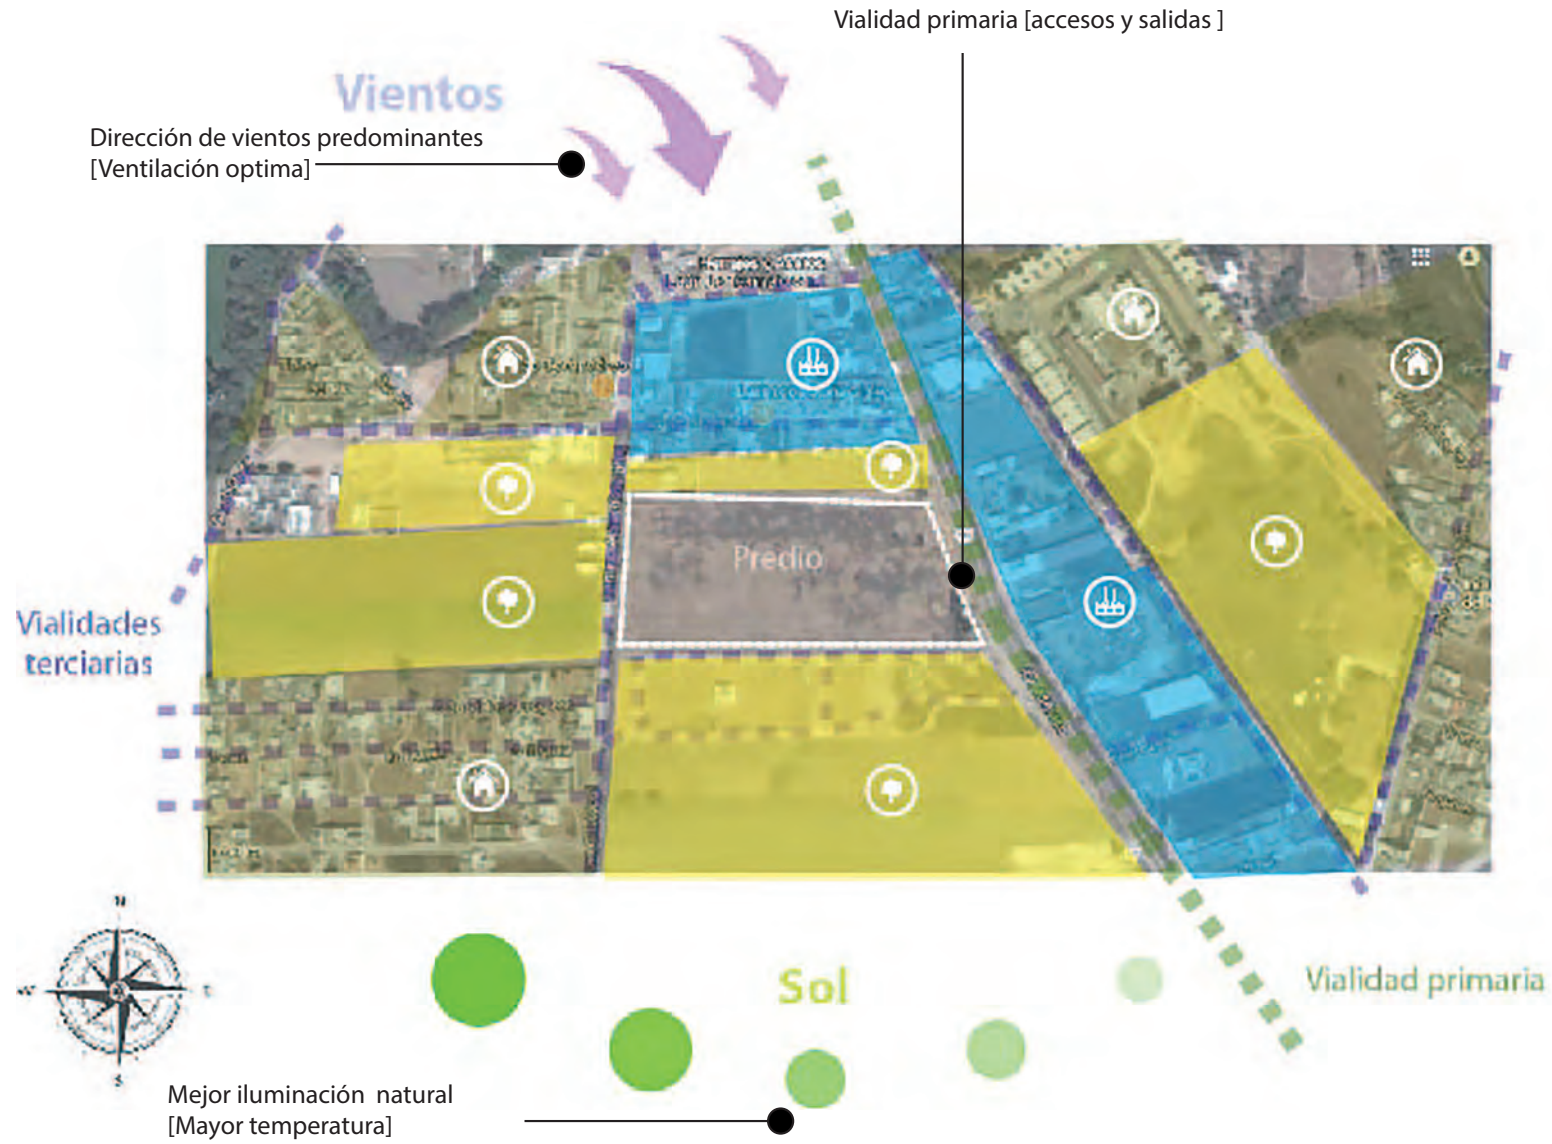 Vialidad primaria [accesos y salidas ]
Vientos
Dirección de vientos predominantes
[Ventilación optima]
Predio
Vialidades
terciarias
N
S
Sol
Vialidad primaria
Mejor iluminación natural
[Mayor temperatura]